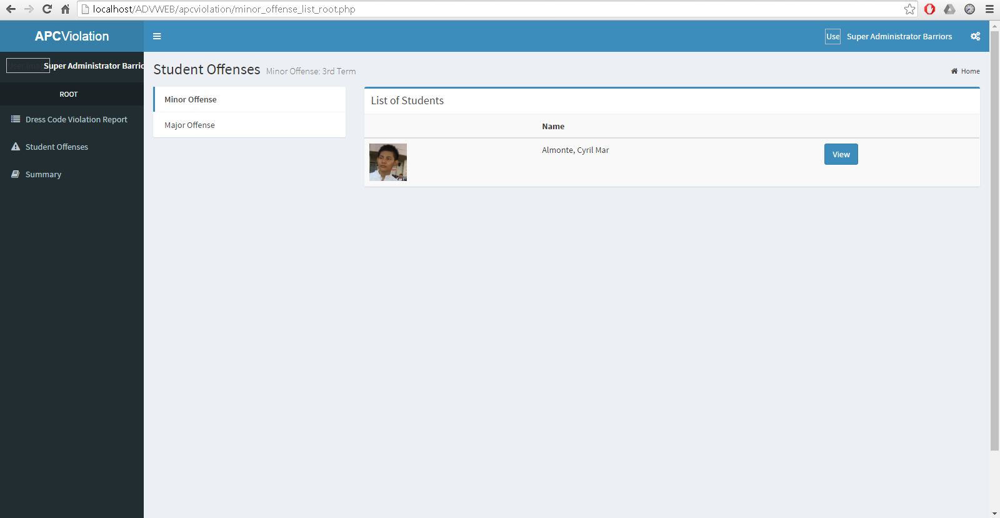 localhost/ADVWEB/apcviolation/minor_offense_list_root.php
APCViolation
Use Super Administrator Barriors
Super Administrator Barrio
ROOT
Dress Code Violation Report
Student Offenses
Summary
Student Offenses Minor Offense: 3rd Term
Home
Minor Offense
Major Offense
List of Students
Name
Almonte, Cyril Mar
View